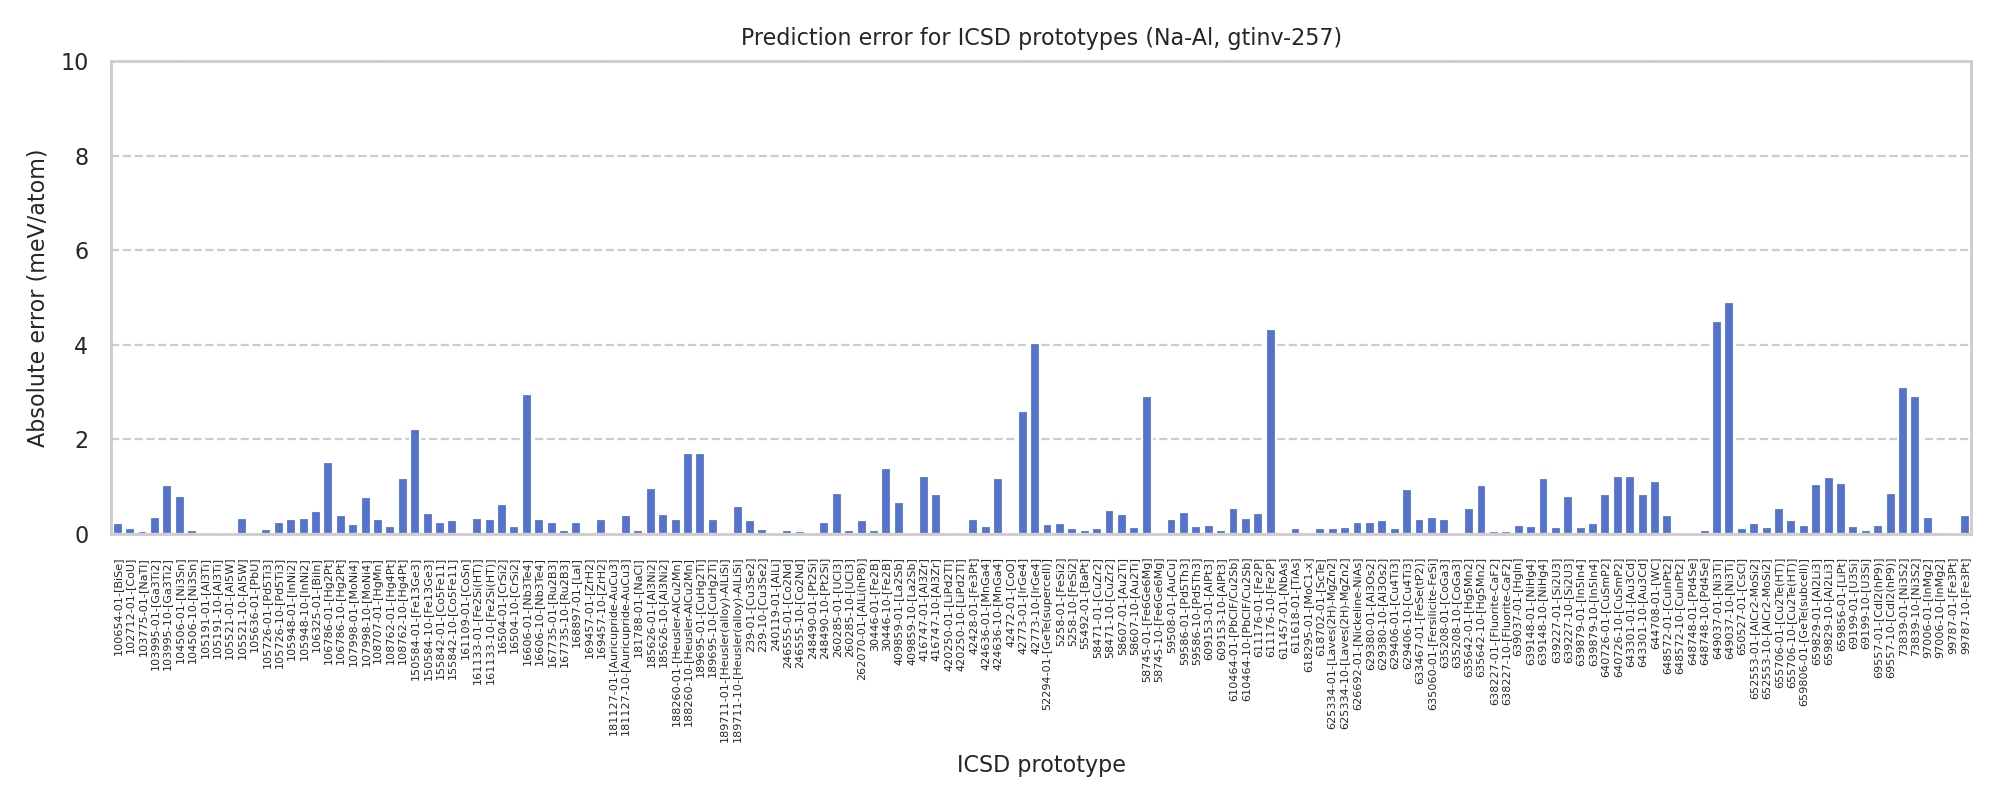 Prediction error for ICSD prototypes (Na-Al, gtinv-257)
Absolute error (meV/atom)
10
8
6
4
2
0
100654-01-[BiSe]
102712-01-[CoU]
103775-01-[NaTl]
103995-01-[Ga3Ti2]
103995-10-[Ga3Ti2]
104506-01-[Ni3Sn]
104506-10-[Ni3Sn]
105191-01-[Al3Ti]
105191-10-[Al3Ti]
105521-01-[Al5W]
105521-10-[Al5W]
105636-01-[PbU]
105726-01-[Pd5Ti3]
105726-10-[Pd5Ti3]
105948-01-[InNi2]
105948-10-[InNi2]
106325-01-[BiIn]
106786-01-[Hg2Pt]
106786-10-[Hg2Pt]
107998-01-[MoNi4]
107998-10-[MoNi4]
108707-01-[HgMn]
108762-01-[Hg4Pt]
108762-10-[Hg4Pt]
150584-01-[Fe13Ge3]
150584-10-[Fe13Ge3]
155842-01-[Co5Fe11]
155842-10-[Co5Fe11]
161109-01-[CoSn]
161133-01-[Fe2Si(HT)]
161133-10-[Fe2Si(HT)]
16504-01-[CrSi2]
16504-10-[CrSi2]
16606-01-[Nb3Te4]
16606-10-[Nb3Te4]
167735-01-[Ru2B3]
167735-10-[Ru2B3]
168897-01-[LaI]
169457-01-[ZrH2]
169457-10-[ZrH2]
181127-01-[Auricupride-AuCu3]
181127-10-[Auricupride-AuCu3]
181788-01-[NaCl]
185626-01-[Al3Ni2]
185626-10-[Al3Ni2]
188260-01-[Heusler-AlCu2Mn]
188260-10-[Heusler-AlCu2Mn]
189695-01-[CuHg2Ti]
189695-10-[CuHg2Ti]
189711-01-[Heusler(alloy)-AlLiSi]
189711-10-[Heusler(alloy)-AlLiSi]
239-01-[Cu3Se2]
239-10-[Cu3Se2]
240119-01-[AlLi]
246555-01-[Co2Nd]
246555-10-[Co2Nd]
248490-01-[Pt2Si]
248490-10-[Pt2Si]
260285-01-[UCl3]
260285-10-[UCl3]
262070-01-[AlLi(hP8)]
30446-01-[Fe2B]
30446-10-[Fe2B]
409859-01-[La2Sb]
409859-10-[La2Sb]
416747-01-[Al3Zr]
416747-10-[Al3Zr]
420250-01-[LiPd2Tl]
420250-10-[LiPd2Tl]
42428-01-[Fe3Pt]
424636-01-[MnGa4]
424636-10-[MnGa4]
42472-01-[CoO]
42773-01-[IrGe4]
42773-10-[IrGe4]
52294-01-[GeTe(supercell)]
5258-01-[FeSi2]
5258-10-[FeSi2]
55492-01-[BaPt]
58471-01-[CuZr2]
58471-10-[CuZr2]
58607-01-[Au2Ti]
58607-10-[Au2Ti]
58745-01-[Fe6Ge6Mg]
58745-10-[Fe6Ge6Mg]
59508-01-[AuCu]
59586-01-[Pd5Th3]
59586-10-[Pd5Th3]
609153-01-[AlPt3]
609153-10-[AlPt3]
610464-01-[PbClF/Cu2Sb]
610464-10-[PbClF/Cu2Sb]
611176-01-[Fe2P]
611176-10-[Fe2P]
611457-01-[NbAs]
611618-01-[TiAs]
618295-01-[MoC1-x]
618702-01-[ScTe]
625334-01-[Laves(2H)-MgZn2]
625334-10-[Laves(2H)-MgZn2]
626692-01-[Nickeline-NiAs]
629380-01-[Al3Os2]
629380-10-[Al3Os2]
629406-01-[Cu4Ti3]
629406-10-[Cu4Ti3]
633467-01-[FeSe(tP2)]
635060-01-[Fersilicite-FeSi]
635208-01-[CoGa3]
635208-10-[CoGa3]
635642-01-[Hg5Mn2]
635642-10-[Hg5Mn2]
638227-01-[Fluorite-CaF2]
638227-10-[Fluorite-CaF2]
639037-01-[HgIn]
639148-01-[NiHg4]
639148-10-[NiHg4]
639227-01-[Si2U3]
639227-10-[Si2U3]
639879-01-[In5In4]
639879-10-[In5In4]
640726-01-[CuSmP2]
640726-10-[CuSmP2]
643301-01-[Au3Cd]
643301-10-[Au3Cd]
644708-01-[WC]
648572-01-[CuInPt2]
648572-10-[CuInPt2]
648748-01-[Pd4Se]
648748-10-[Pd4Se]
649037-01-[Ni3Ti]
649037-10-[Ni3Ti]
650527-01-[CsCl]
652553-01-[AlCr2-MoSi2]
652553-10-[AlCr2-MoSi2]
655706-01-[Cu2Te(HT)]
655706-10-[Cu2Te(HT)]
659806-01-[GeTe(subcell)]
659829-01-[Al2Li3]
659829-10-[Al2Li3]
659856-01-[LiPt]
69199-01-[U3Si]
69199-10-[U3Si]
69557-01-[CdI2(hP9)]
69557-10-[CdI2(hP9)]
73839-01-[Ni3S2]
73839-10-[Ni3S2]
97006-01-[InMg2]
97006-10-[InMg2]
99787-01-[Fe3Pt]
99787-10-[Fe3Pt]
ICSD prototype